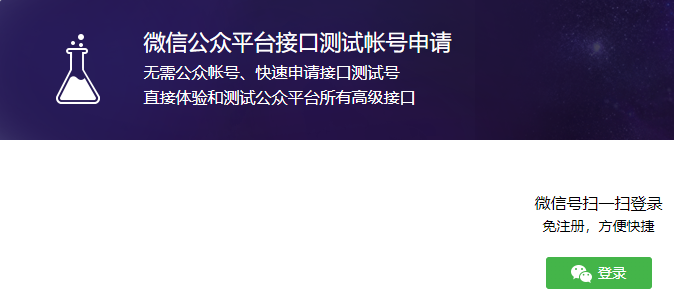 微信公众平台接口测试帐号申请
无需公众帐号、快速申请接口测试号
直接体验和测试公众平台所有高级接口
微信号扫一扫登录
免注册，方便快捷
登录